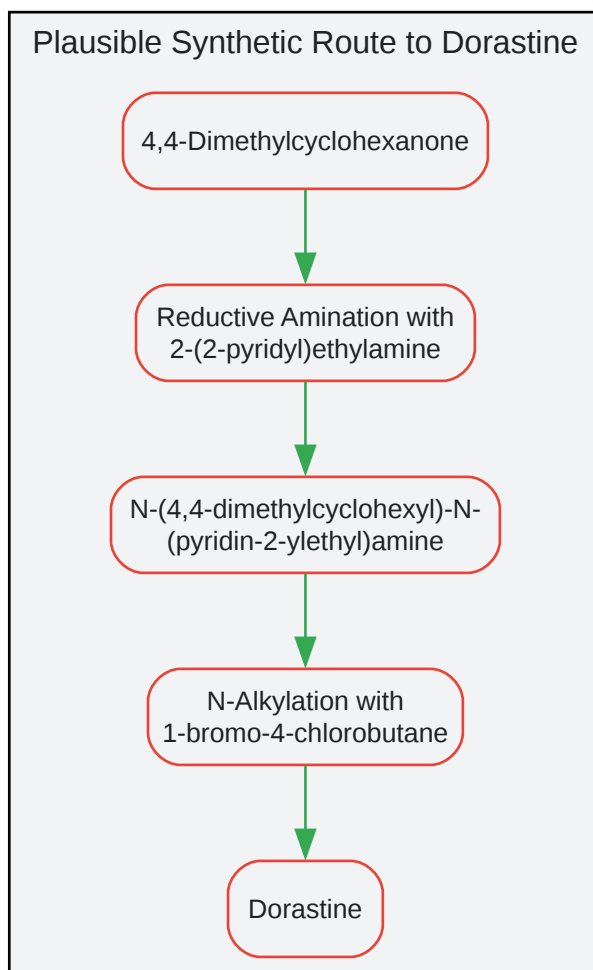 Plausible Synthetic Route to Dorastine
4,4-Dimethylcyclohexanone
Reductive Amination with
2-(2-pyridyl)ethylamine
N-(4,4-dimethylcyclohexyl)-N-
(pyridin-2-ylethyl)amine
N-Alkylation with
1-bromo-4-chlorobutane
Dorastine